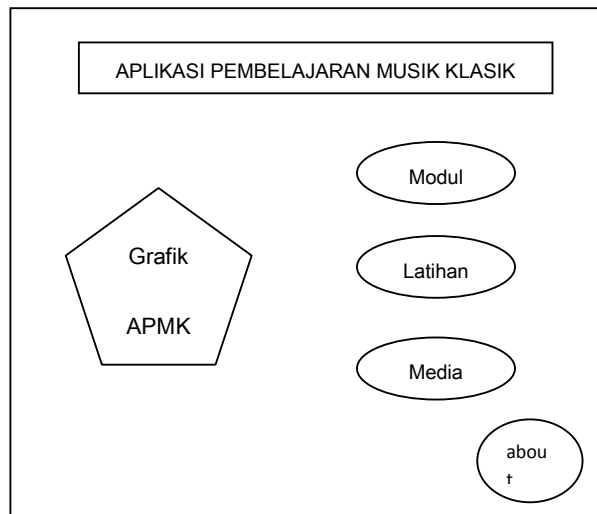 APLIKASI PEMBELAJARAN MUSIK KLASIK
Modul
Grafik
Latihan
APMK
Media
abou
t